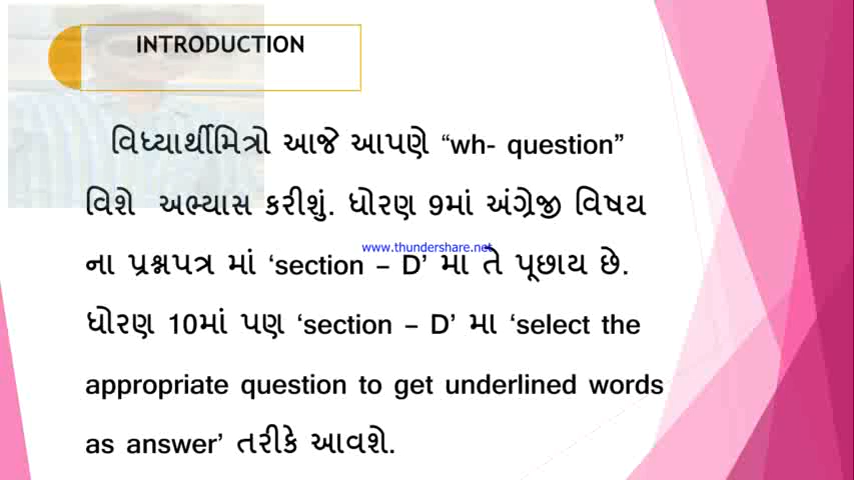 INTRODUCTION
વિધ્યાર્થીમિત્રો આજે આપણે “wh- question”
વિશે અભ્યાસ કરીશું. ધોરણ 9માં અંગ્રેજી વિષય
www.thundershare.net
ના પ્રશ્નપત્ર માં ‘section – D’ મા તે પૂછાય છે.
ધોરણ 10માં પણ ‘section – D’ મા ‘select the
appropriate question to get underlined words
as answer’ તરીકે આવશે.